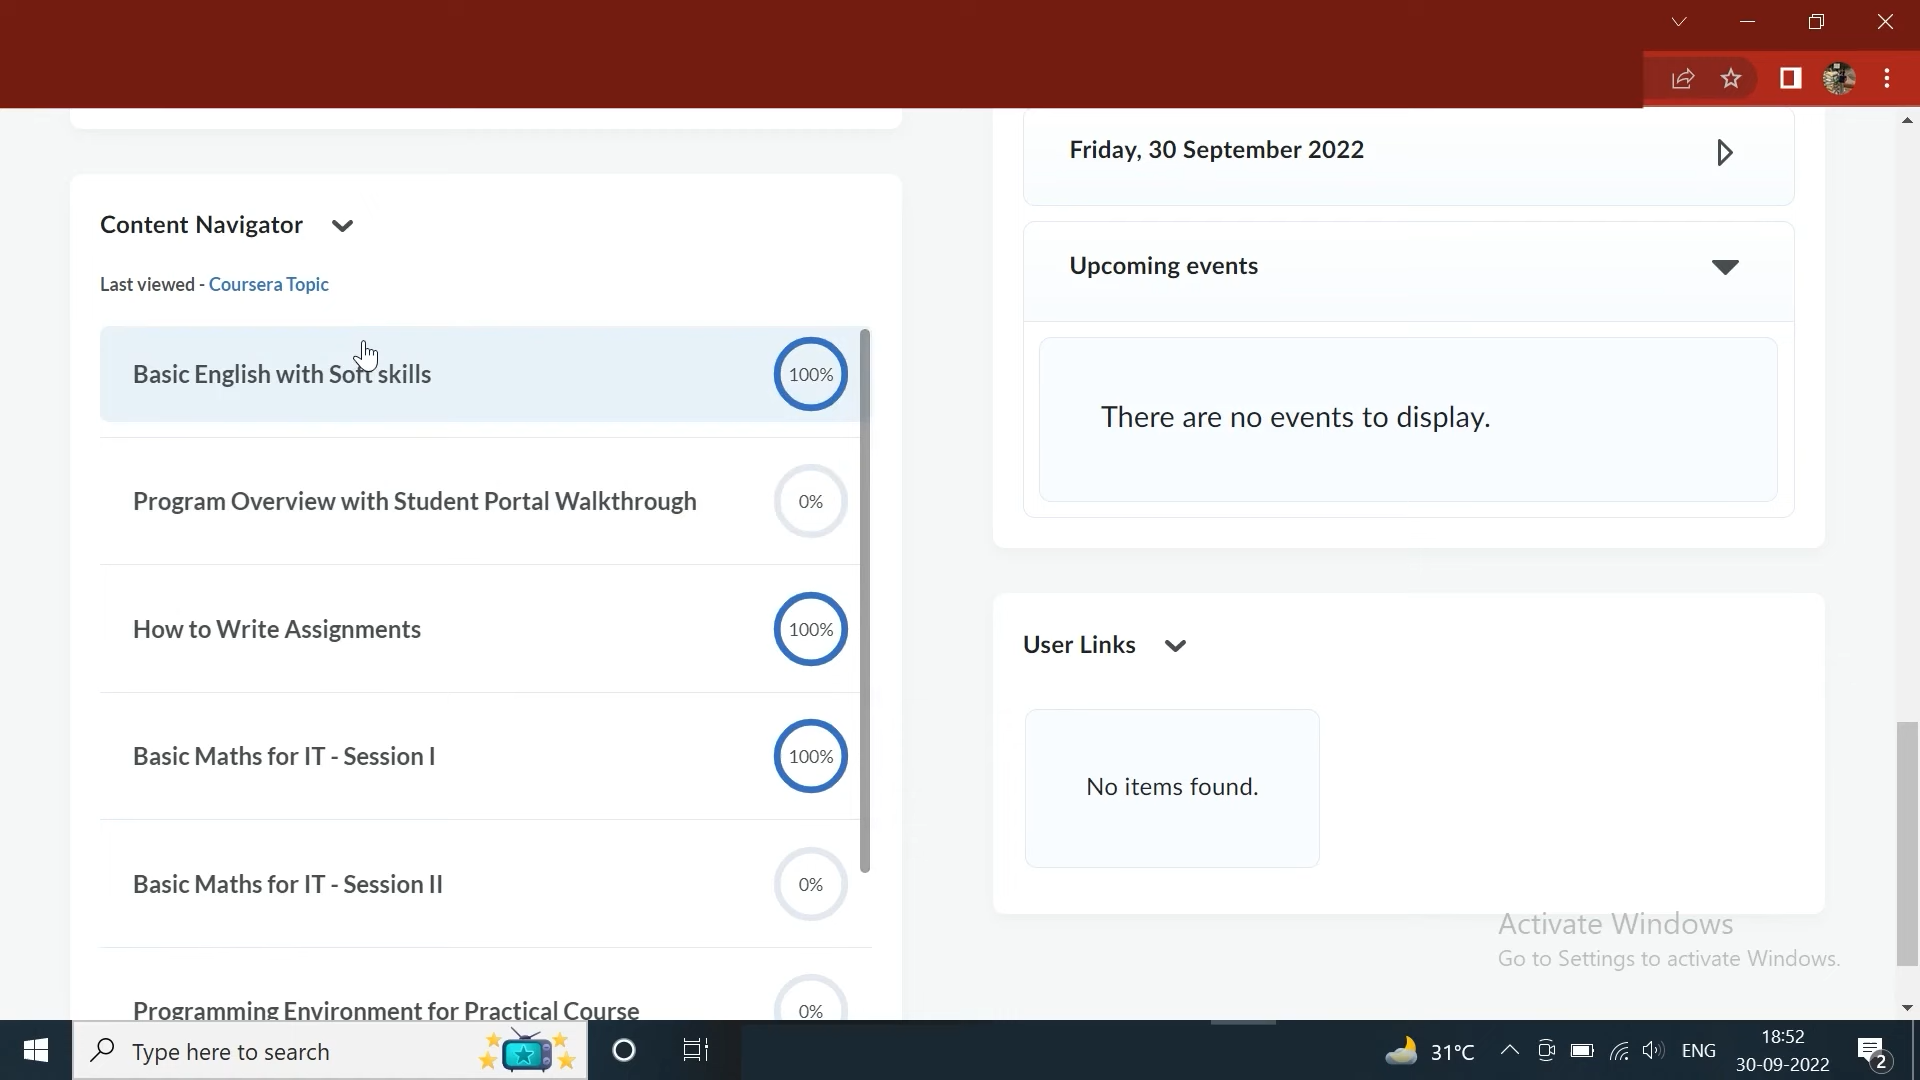 Content Navigator
Last viewed - Coursera Topic
Basic English with Soft skills
100%
Program Overview with Student Portal Walkthrough
0%
How to Write Assignments
100%
Basic Maths for IT - Session I
100%
Basic Maths for IT - Session II
0%
Programming Environment for Practical Course
0%
Friday, 30 September 2022
Upcoming events
There are no events to display.
User Links
No items found.
Activate Windows
Go to Settings to activate Windows.
Type here to search
31°C
ENG
18:52
30-09-2022
2